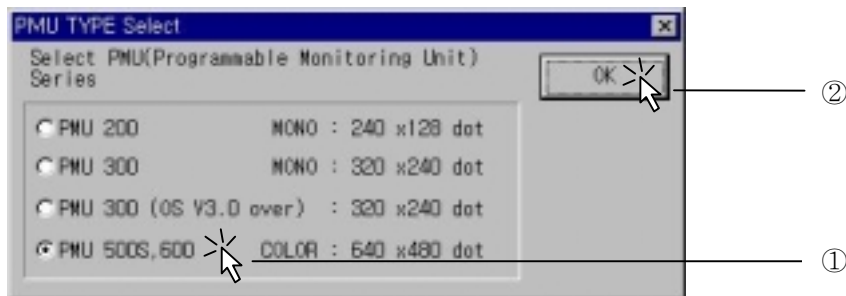 PMU TYPE Select
Select PMU(Programmable Monitoring Unit)
Series
OK
②
PMU 200 MONO : 240 x128 dot
PMU 300 MONO : 320 x240 dot
PMU 300 (OS V3.0 over) : 320 x240 dot
PMU 500S,600 COLOR : 640 x480 dot
①